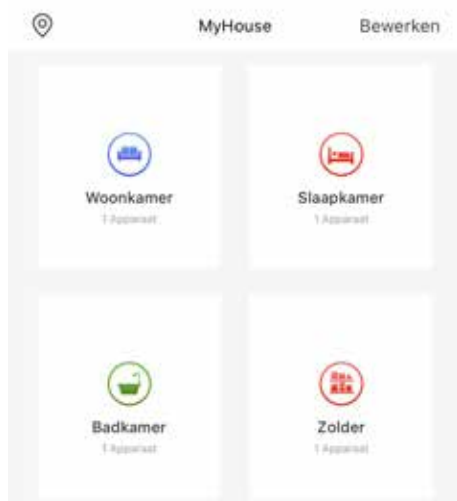 MyHouse Bewerken
Woonkamer Slaapkamer
1 Apparaat 1 Apparaat
Badkamer Zolder
1 Apparaat 1 Apparaat